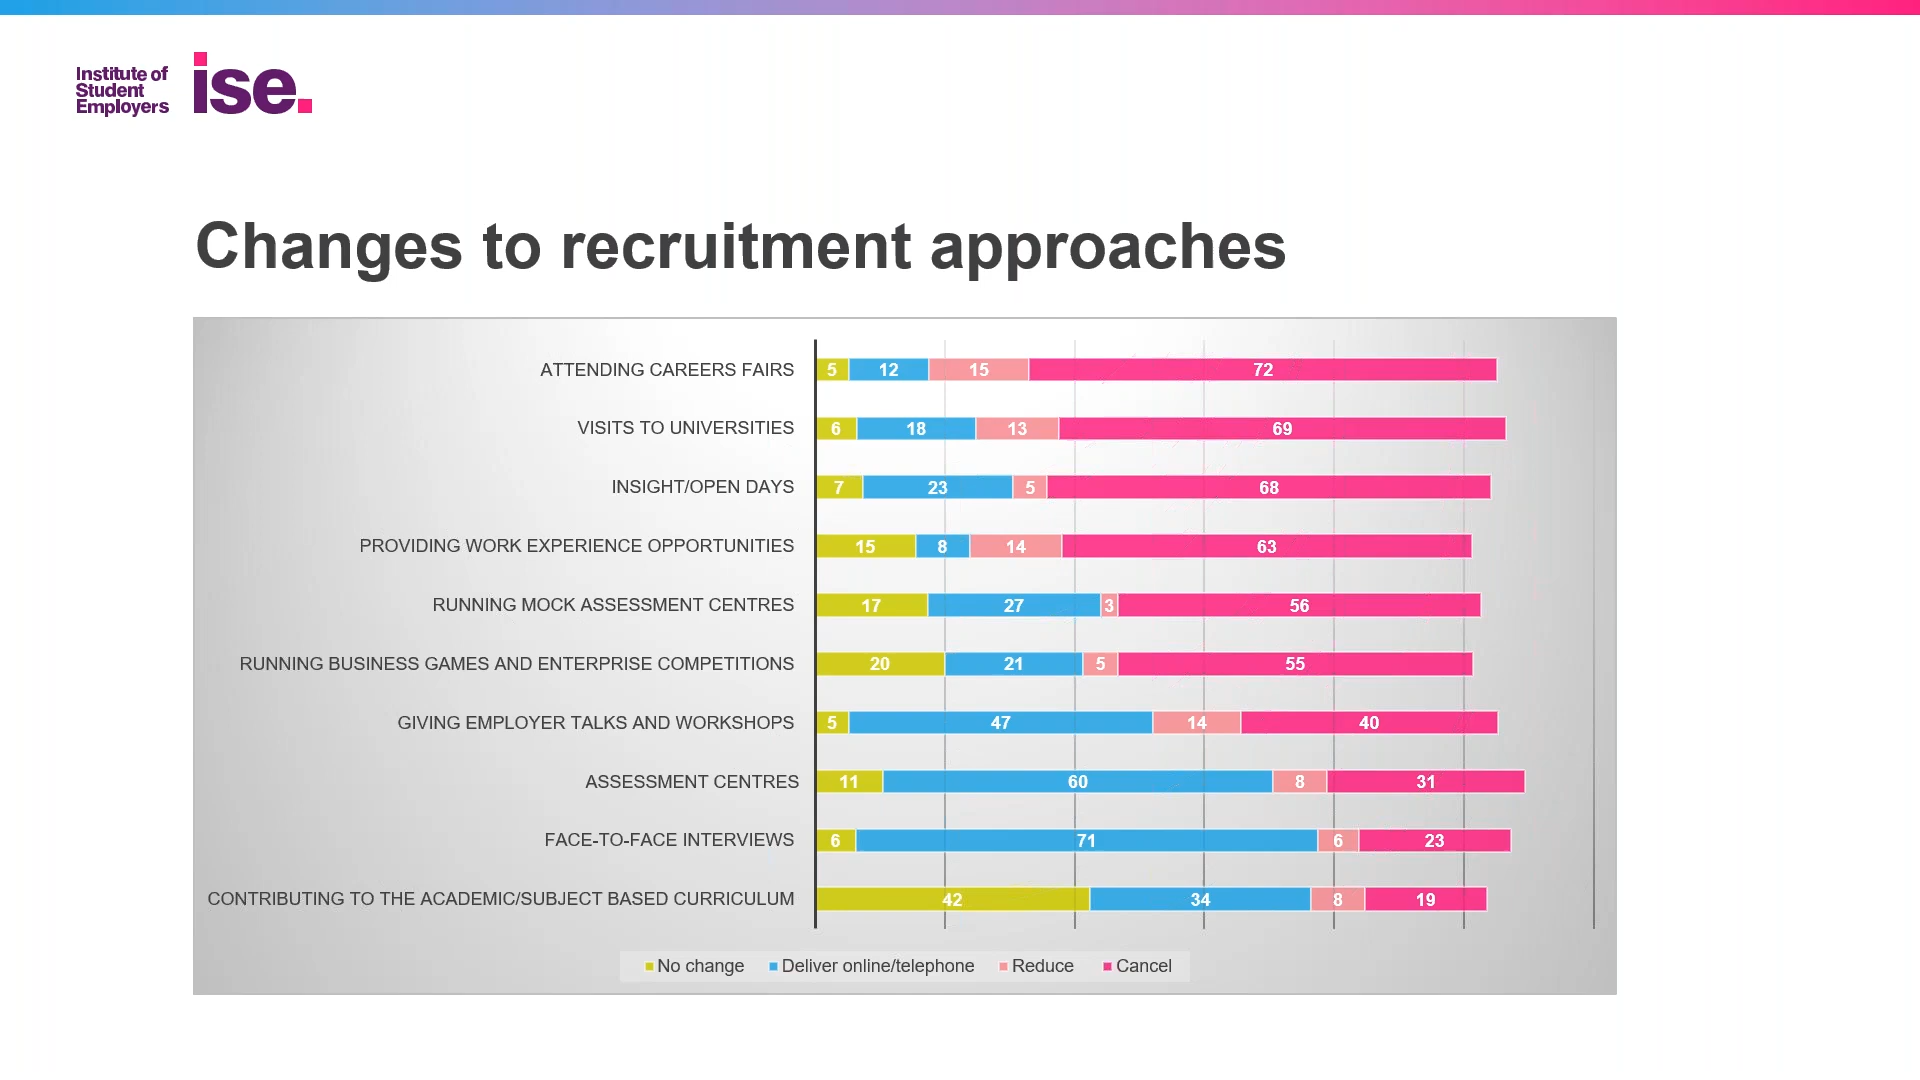 Institute of
Student
Employers
ise.
Changes to recruitment approaches
ATTENDING CAREERS FAIRS 5 12 15 72
VISITS TO UNIVERSITIES 6 18 13 69
INSIGHT/OPEN DAYS 7 23 5 68
PROVIDING WORK EXPERIENCE OPPORTUNITIES 15 8 14 63
RUNNING MOCK ASSESSMENT CENTRES 17 27 3 56
RUNNING BUSINESS GAMES AND ENTERPRISE COMPETITIONS 20 21 5 55
GIVING EMPLOYER TALKS AND WORKSHOPS 5 47 14 40
ASSESSMENT CENTRES 11 60 8 31
FACE-TO-FACE INTERVIEWS 6 71 6 23
CONTRIBUTING TO THE ACADEMIC/SUBJECT BASED CURRICULUM 42 34 8 19
No change Deliver online/telephone Reduce Cancel